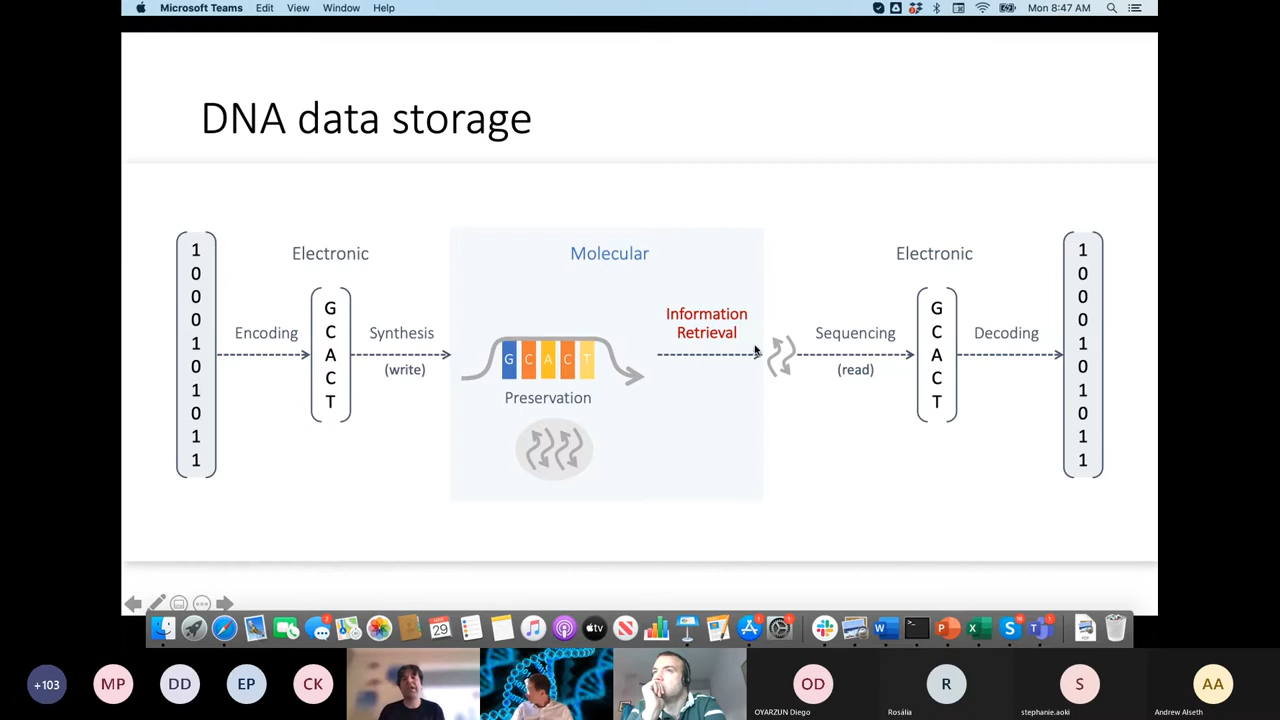 Microsoft Teams Edit View Window Help
Mon 8:47 AM
DNA data storage
1
0
0
0
1
0
1
0
1
1
Encoding
Electronic
G
C
A
C
T
Synthesis
(write)
Molecular
G C A C T
Preservation
Information
Retrieval
Sequencing
(read)
Electronic
G
C
A
C
T
Decoding
1
0
0
0
1
0
1
0
1
1
29
tv
+103
MP
DD
EP
CK
OD
OYARZUN Diego
R
Rosália
S
stephanie.aoki
AA
Andrew Alseth